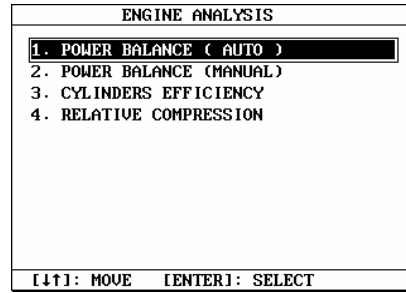 ENGINE ANALYSIS
1. POWER BALANCE ( AUTO )
2. POWER BALANCE (MANUAL)
3. CYLINDERS EFFICIENCY
4. RELATIVE COMPRESSION
[↓↑]: MOVE [ENTER]: SELECT